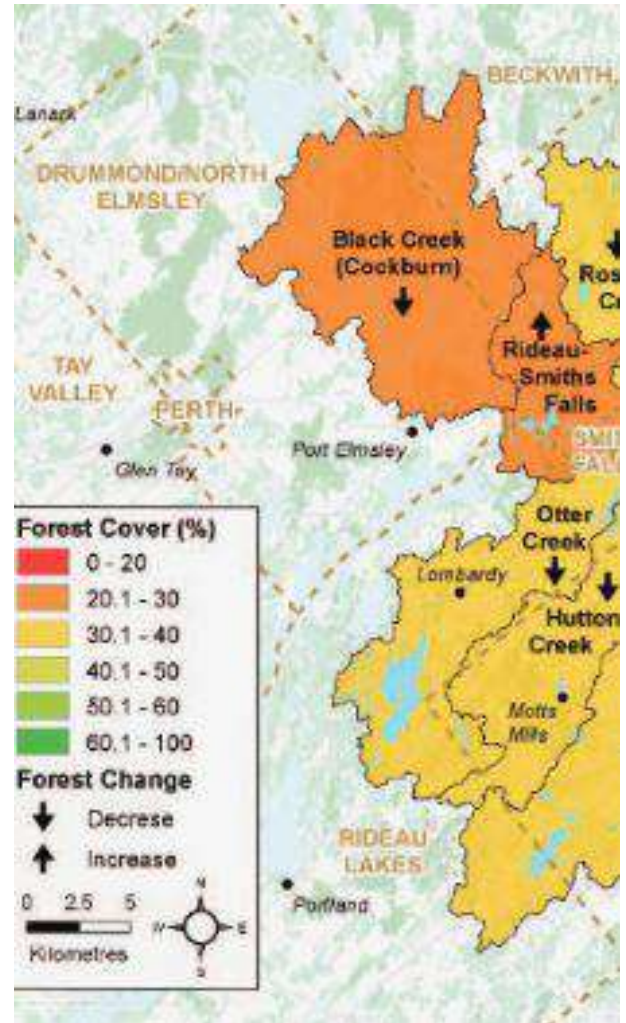 BECKWITH
Lanark
DRUMMOND/NORTH
ELMSLEY
Black Creek
(Cockburn)
Rideau-
Smiths
Falls
TAY
VALLEY
PERTH
Port Elmsley
Glen Tay
Forest Cover (%)
0 - 20
20.1 - 30
30.1 - 40
40.1 - 50
50.1 - 60
60.1 - 100
Forest Change
Decrese
Increase
N
W
E
S
0 2.5 5
Kilometres
Otter
Creek
Lombardy
Hutton
Creek
Motts
Mills
RIDEAU
LAKES
Portland